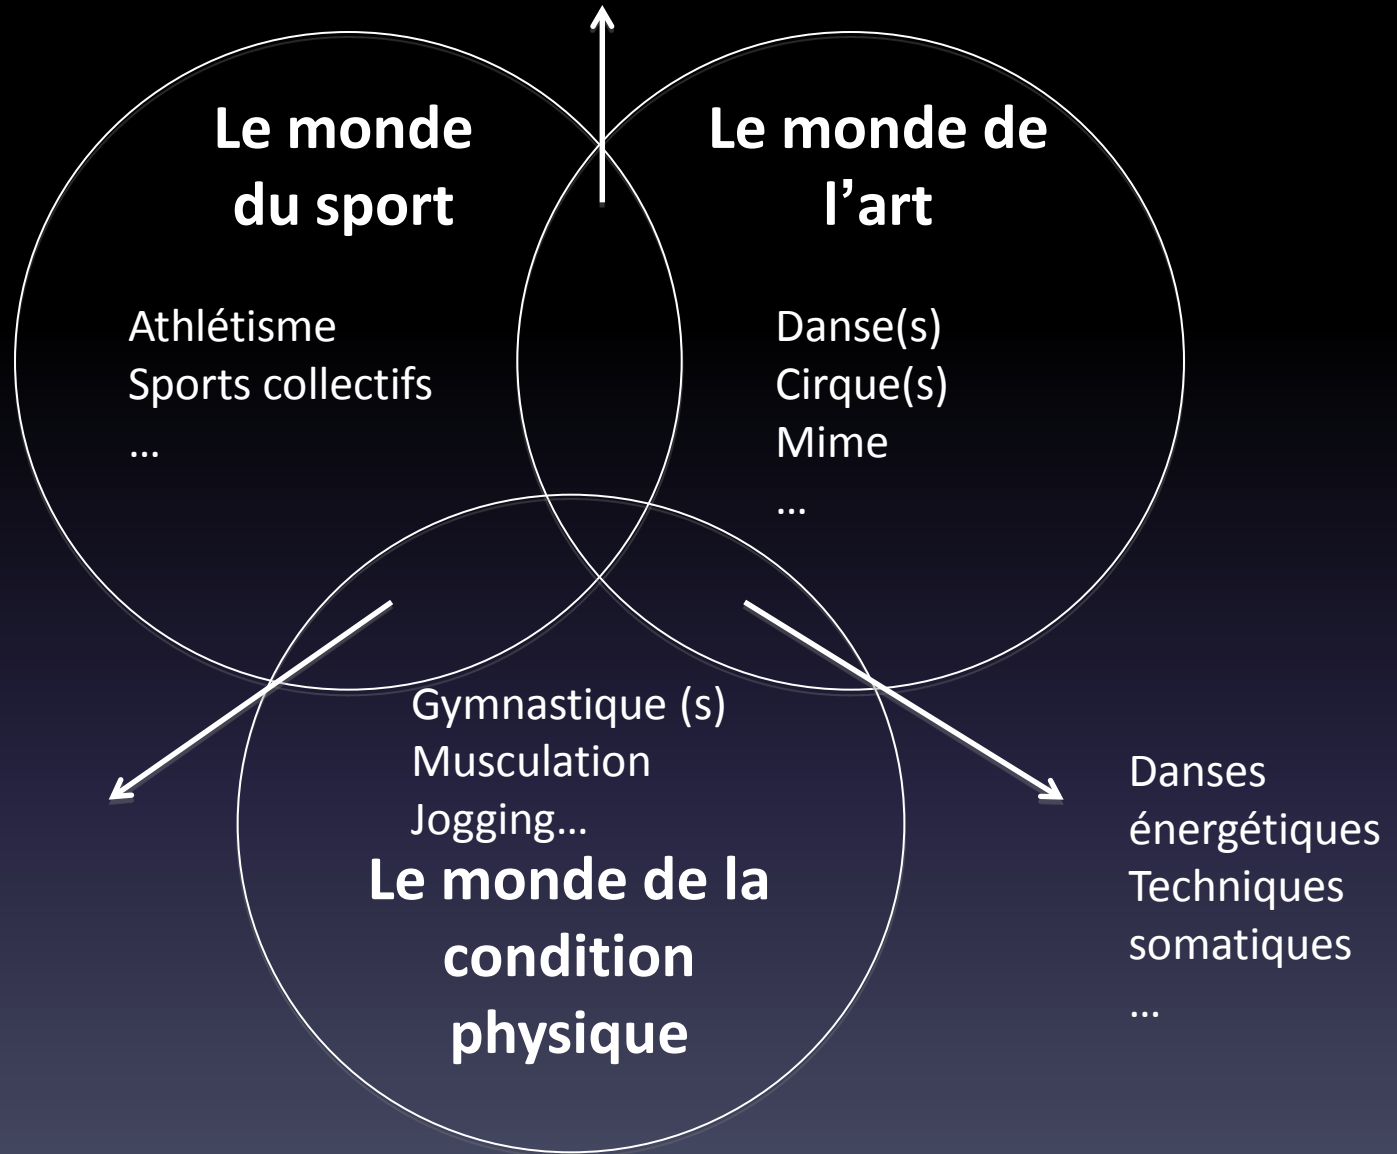 Le monde
du sport
Athlétisme
Sports collectifs
...
Le monde de
l’art
Danse(s)
Cirque(s)
Mime
...
Gymnastique (s)
Musculation
Jogging...
Le monde de la
condition
physique
Danses
énergétiques
Techniques
somatiques
...